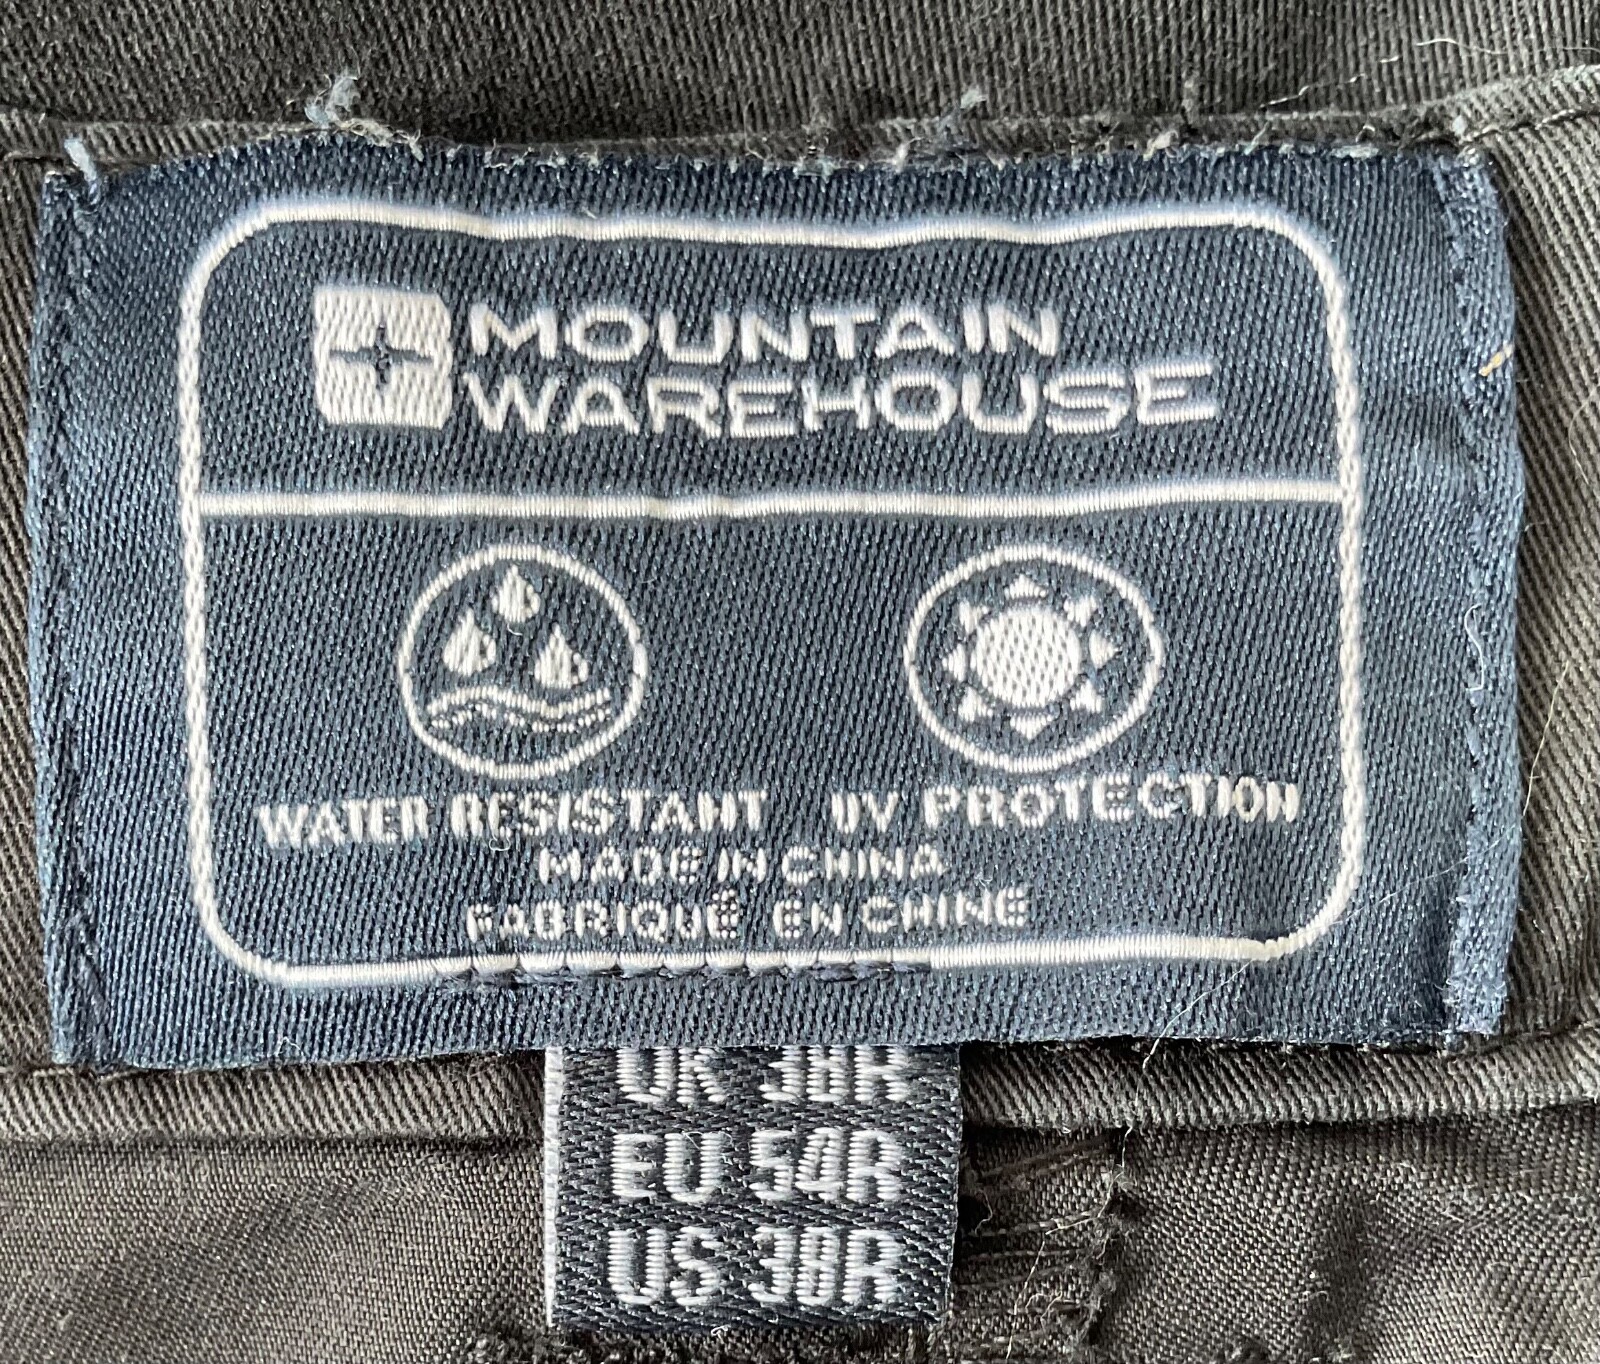 MOUNTAIN
WAREHOUSE
WATER RESISTANT UV PROTECTION
MADE IN CHINA
FABRIQUÉ EN CHINE
UK 38R
EU 54R
US 38R